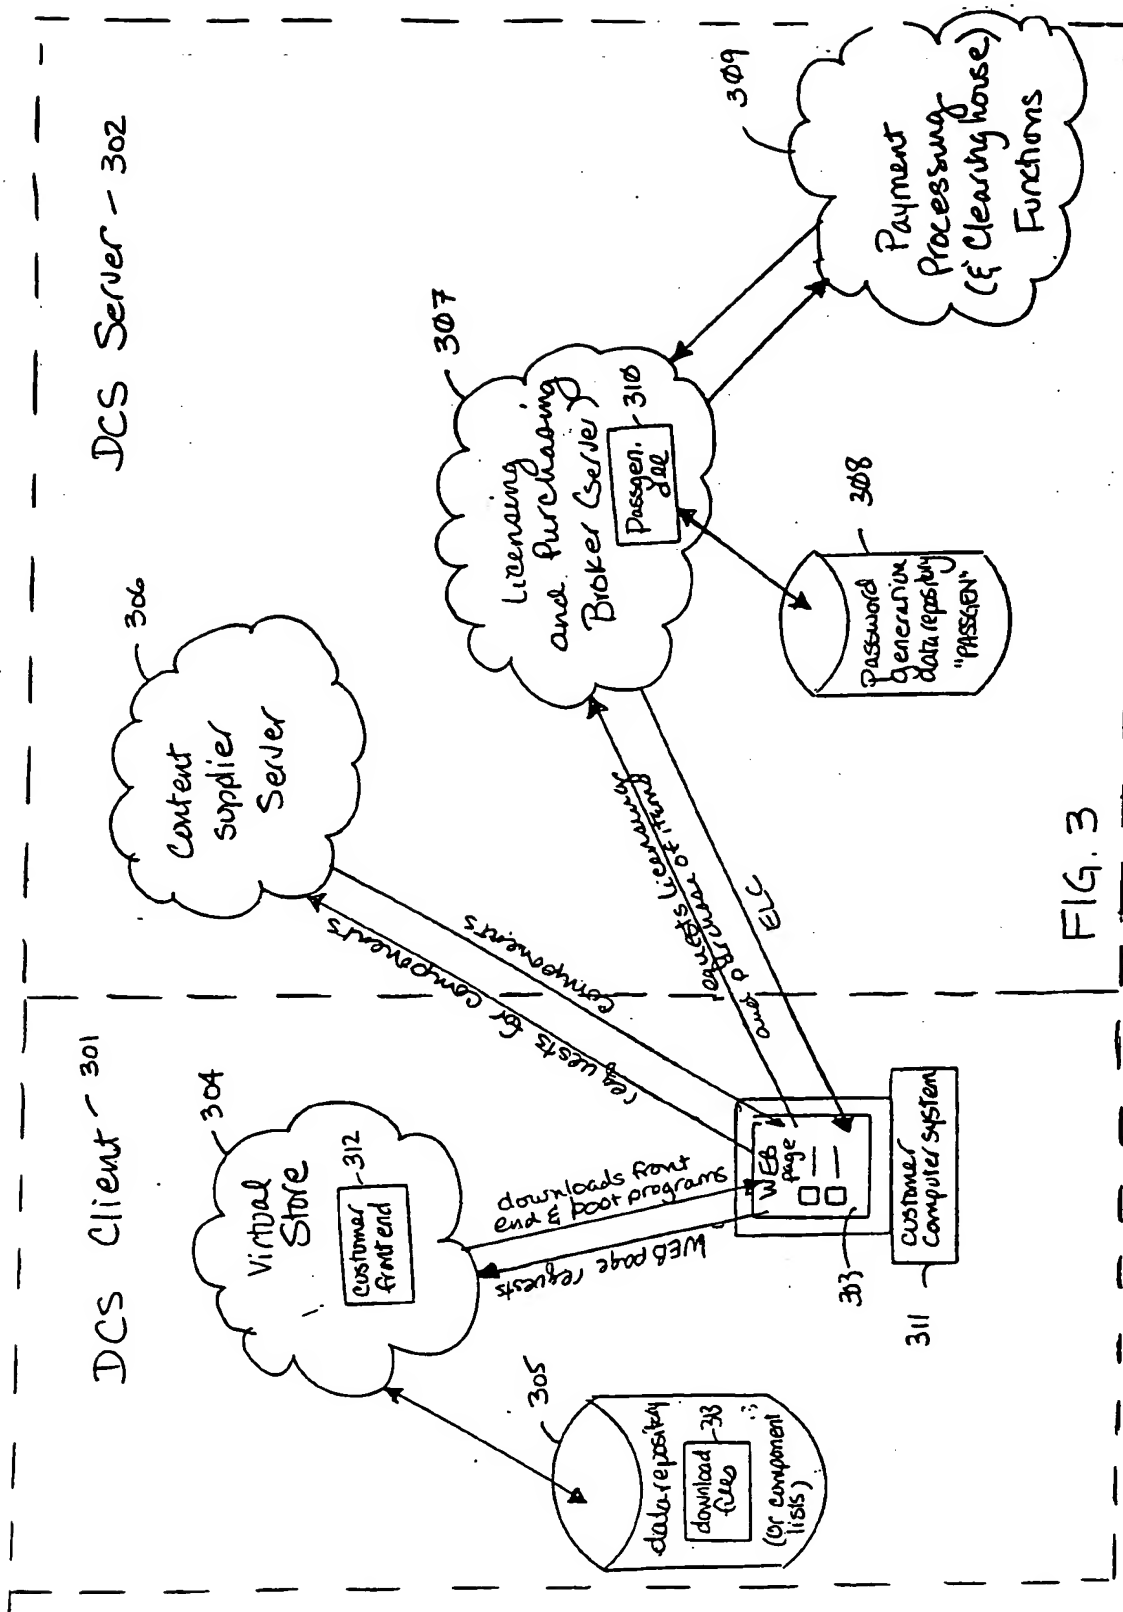 DCS Client - 301
DCS Server - 302
304
Virtual
Store
312
customer
frontend
306
Content
supplier
Server
307
Licensing
and Purchasing
Broker (server)
310
Passgen.
dll
309
Payment
Processing
(& Clearinghouse)
Functions
requests for components
components
requests licensing
and purchase of items
ELC
downloads front
end & boot programs
WEB page requests
305
data repository
313
download
files
(or component
lists)
WEB
page
303
311
customer
computer system
308
Password
generation
data repository
"PASSGEN"
FIG. 3